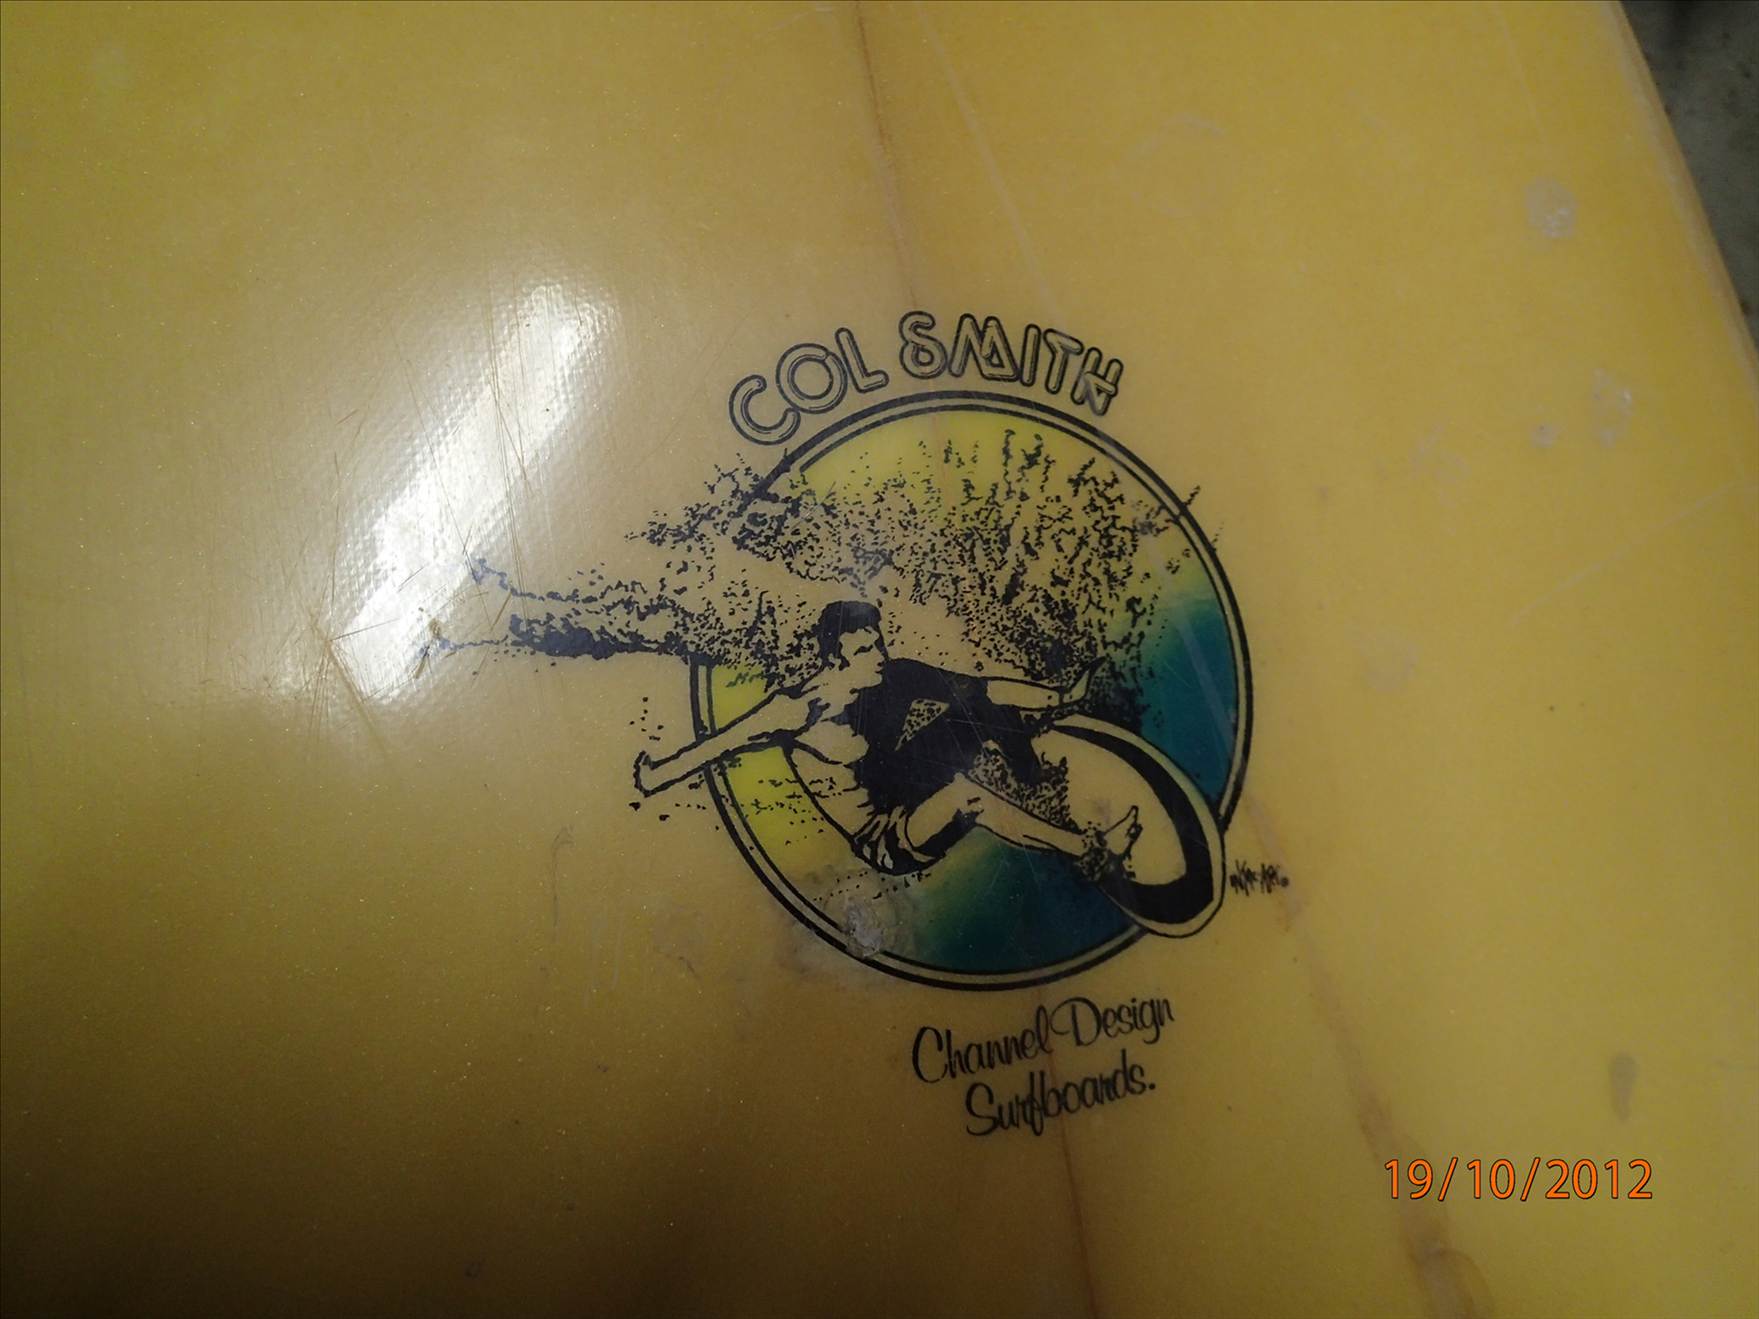 COL SMITH
Channel Design
Surfboards.
19/10/2012